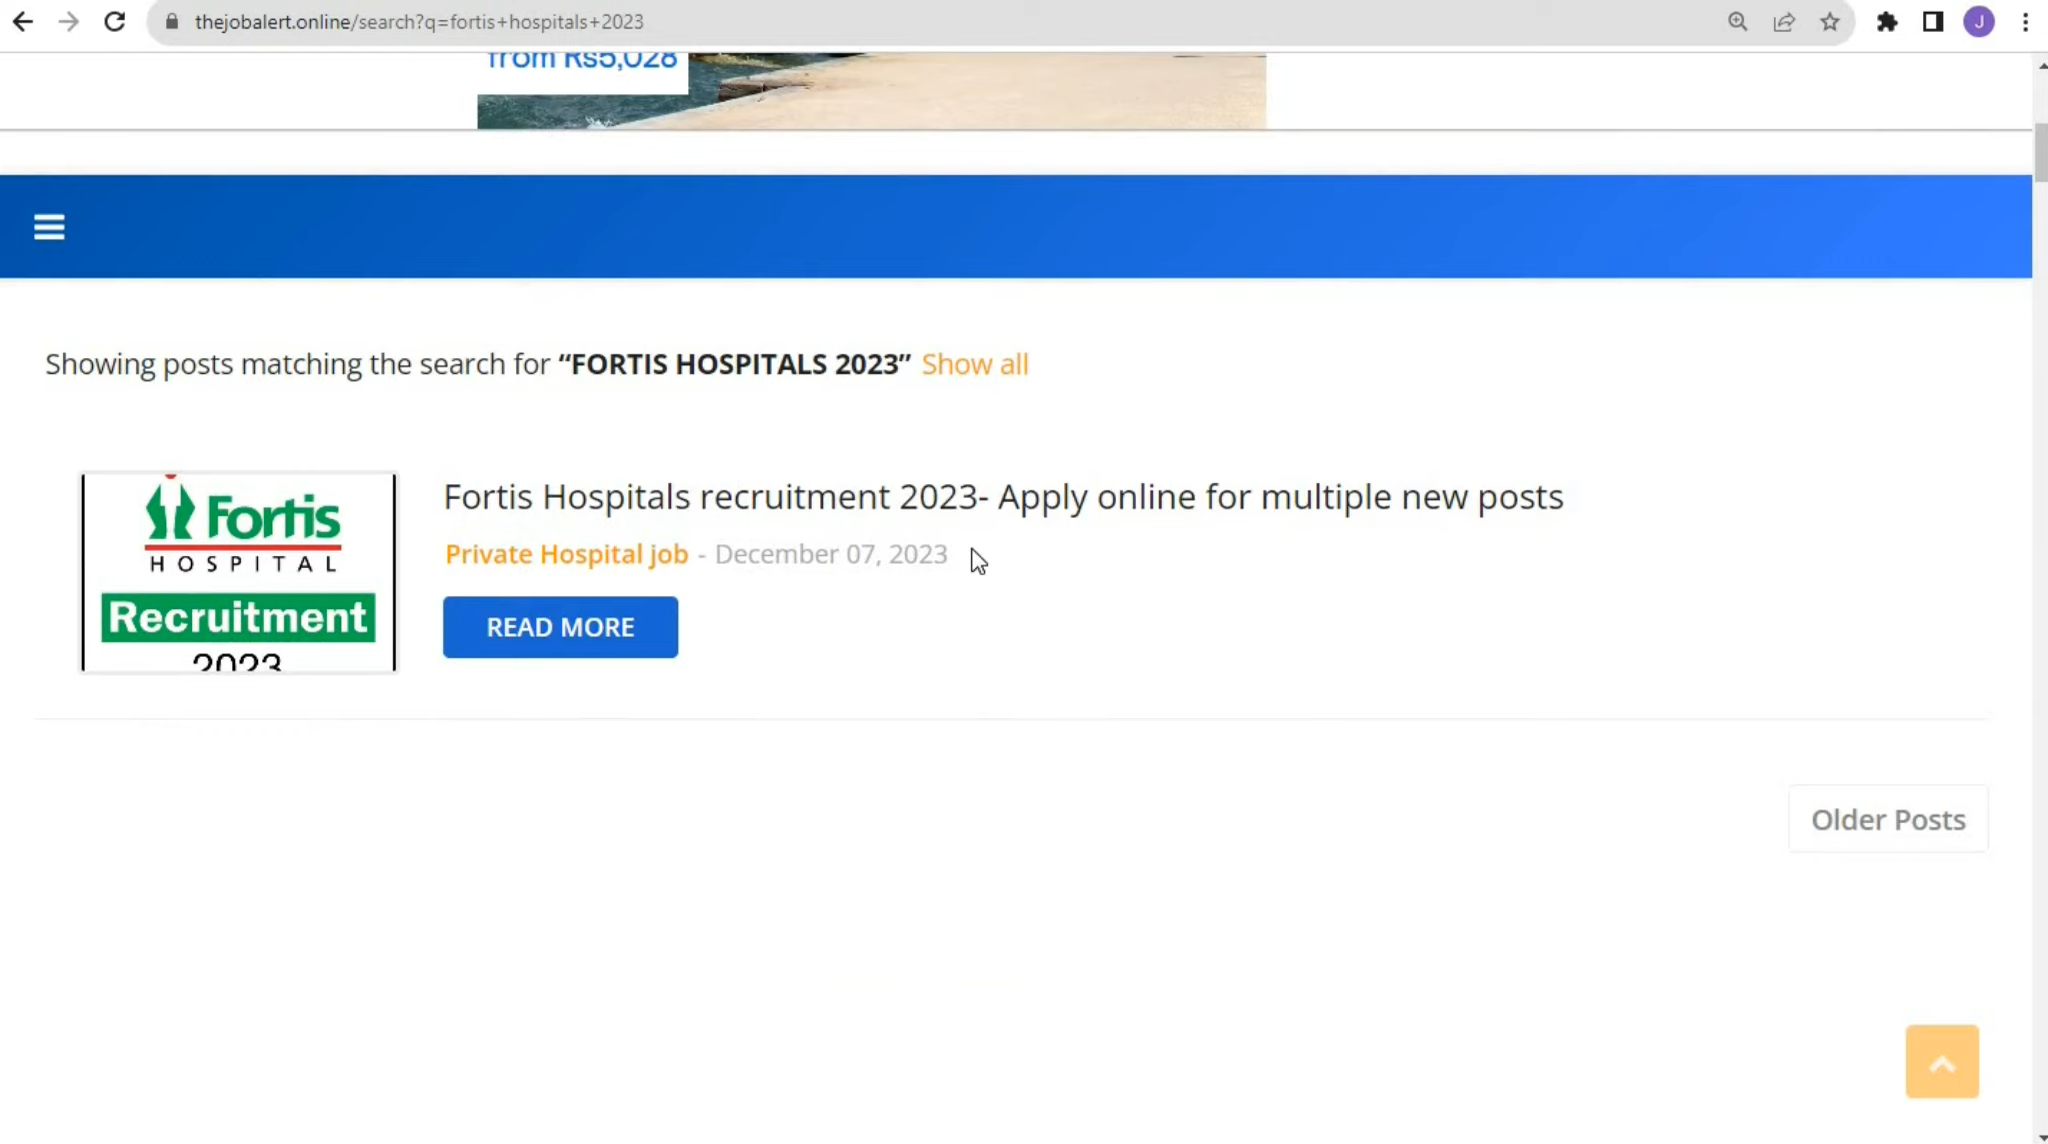 thejobalert.online/search?q=fortis+hospitals+2023
J
from Rs5,028
Showing posts matching the search for “FORTIS HOSPITALS 2023” Show all
Fortis
HOSPITAL
Recruitment
2023
Fortis Hospitals recruitment 2023- Apply online for multiple new posts
Private Hospital job - December 07, 2023
READ MORE
Older Posts